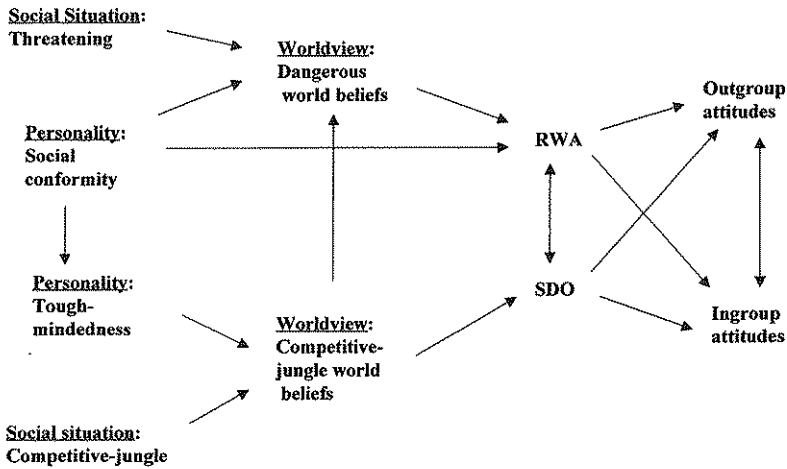 Social Situation:
Threatening
Worldview:
Dangerous
world beliefs
Outgroup
attitudes
Personality:
Social
conformity
RWA
Personality:
Tough-
mindedness
SDO
Worldview:
Competitive-
jungle world
beliefs
Ingroup
attitudes
Social situation:
Competitive-jungle